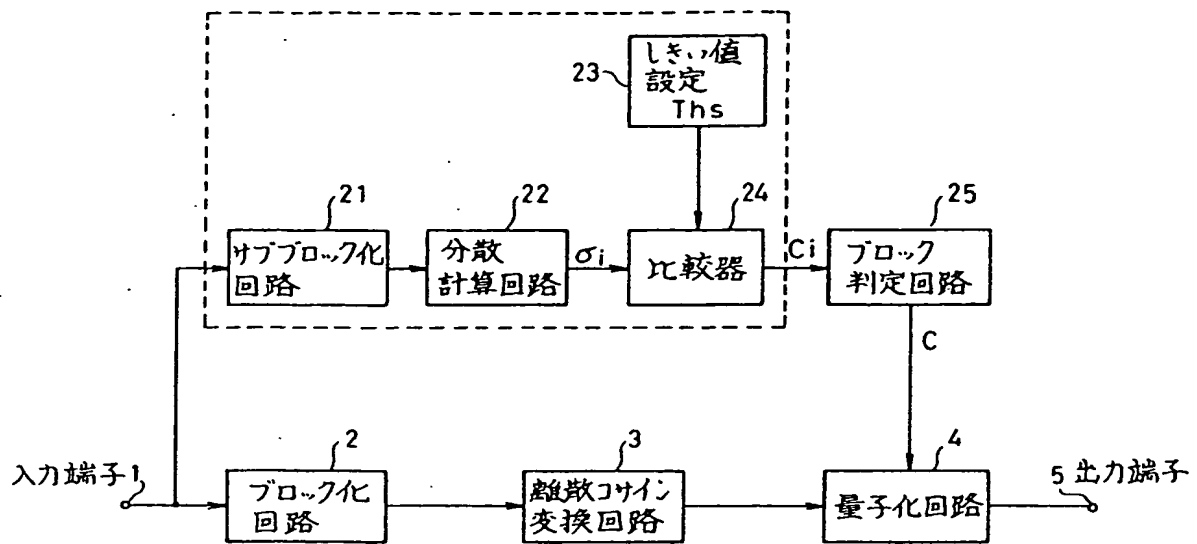 しきい値
設定
Ths
23
21
22
24
25
サブブロック化
回路
分散
計算回路
σi
比較器
Ci
ブロック
判定回路
C
2
3
4
入力端子1
ブロック化
回路
離散コサイン
変換回路
量子化回路
5 出力端子